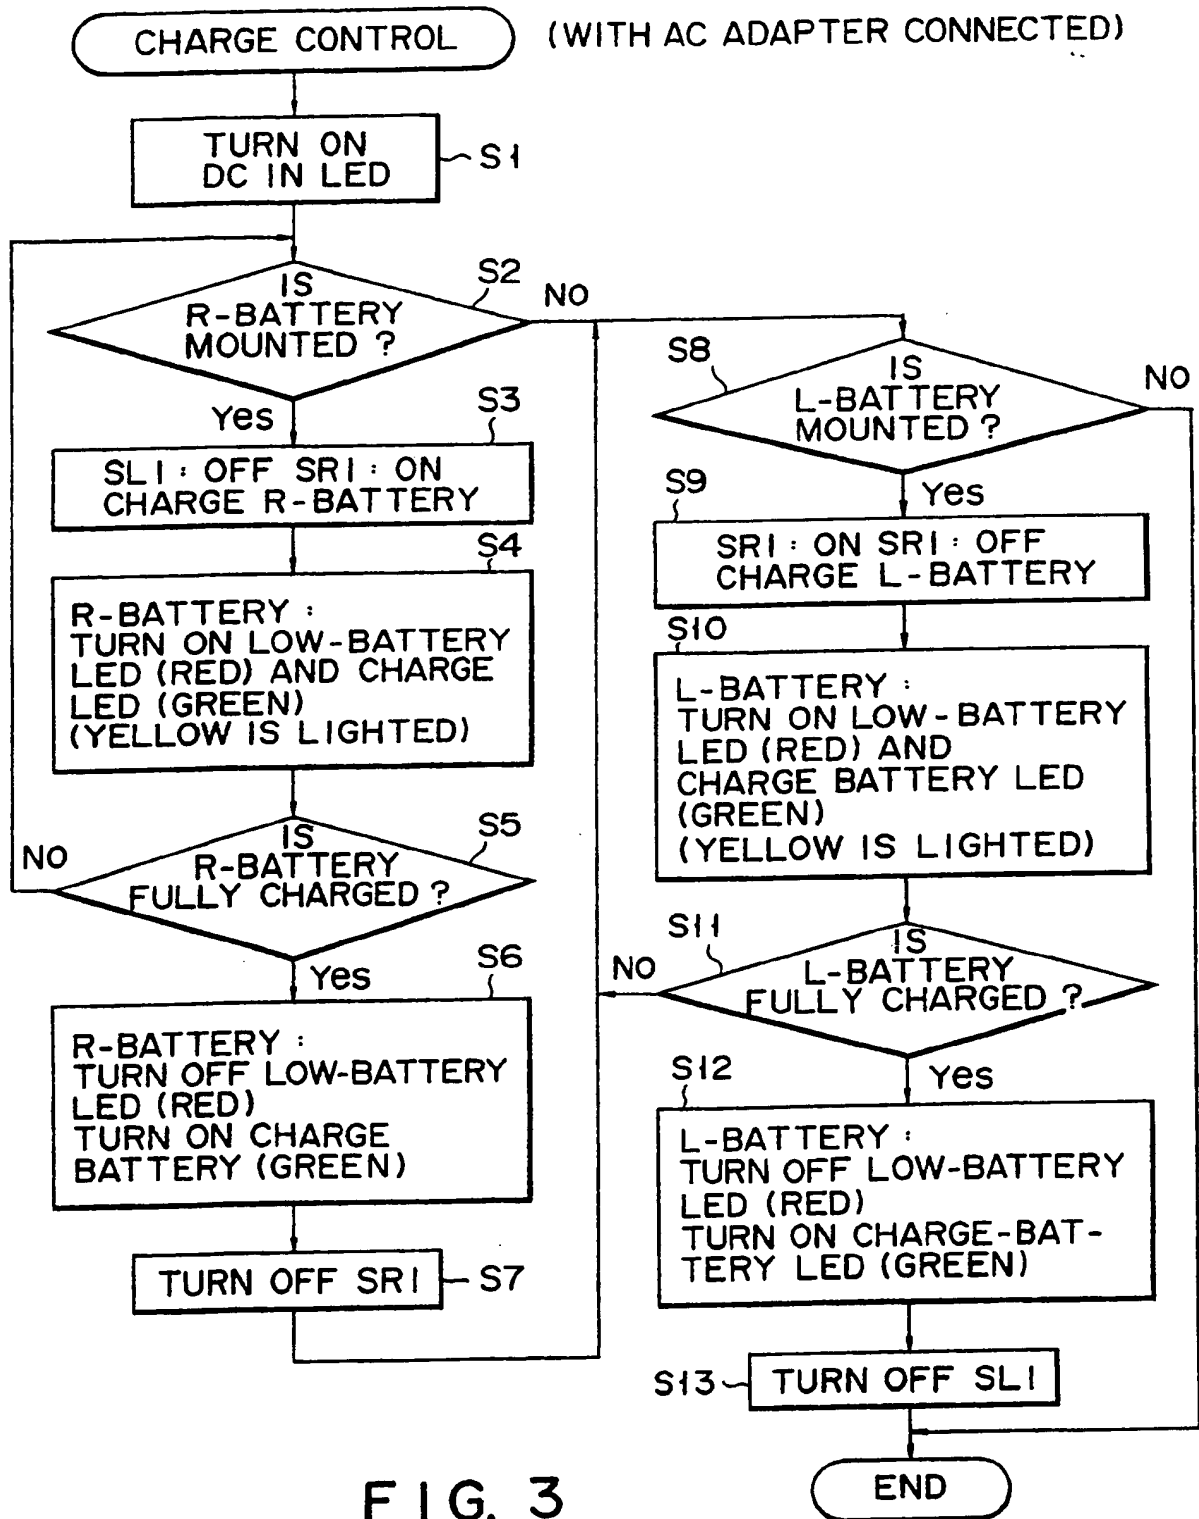 CHARGE CONTROL
(WITH AC ADAPTER CONNECTED)
TURN ON
DC IN LED
S1
IS
R-BATTERY
MOUNTED ?
S2
NO
Yes
S3
SL1 : OFF SR1 : ON
CHARGE R-BATTERY
S4
R-BATTERY :
TURN ON LOW-BATTERY
LED (RED) AND CHARGE
LED (GREEN)
(YELLOW IS LIGHTED)
IS
R-BATTERY
FULLY CHARGED ?
S5
NO
Yes
S6
R-BATTERY :
TURN OFF LOW-BATTERY
LED (RED)
TURN ON CHARGE
BATTERY (GREEN)
TURN OFF SR1
S7
S8
IS
L-BATTERY
MOUNTED ?
NO
Yes
S9
SR1 : ON SR1 : OFF
CHARGE L-BATTERY
S10
L-BATTERY :
TURN ON LOW-BATTERY
LED (RED) AND
CHARGE BATTERY LED
(GREEN)
(YELLOW IS LIGHTED)
S11
IS
L-BATTERY
FULLY CHARGED ?
NO
Yes
S12
L-BATTERY :
TURN OFF LOW-BATTERY
LED (RED)
TURN ON CHARGE-BAT-
TERY LED (GREEN)
S13
TURN OFF SL1
END
FIG. 3